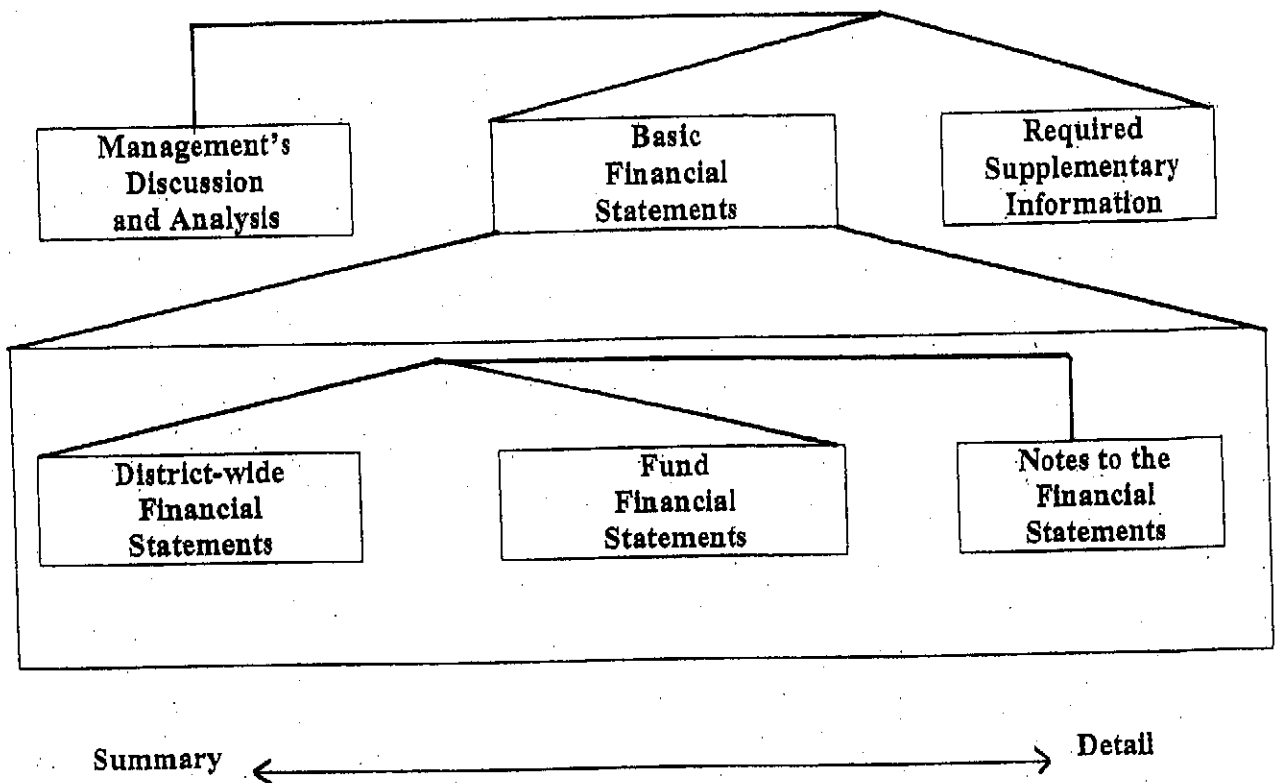 Management's
Discussion
and Analysis
Basic
Financial
Statements
Required
Supplementary
Information
District-wide
Financial
Statements
Fund
Financial
Statements
Notes to the
Financial
Statements
Summary
Detail